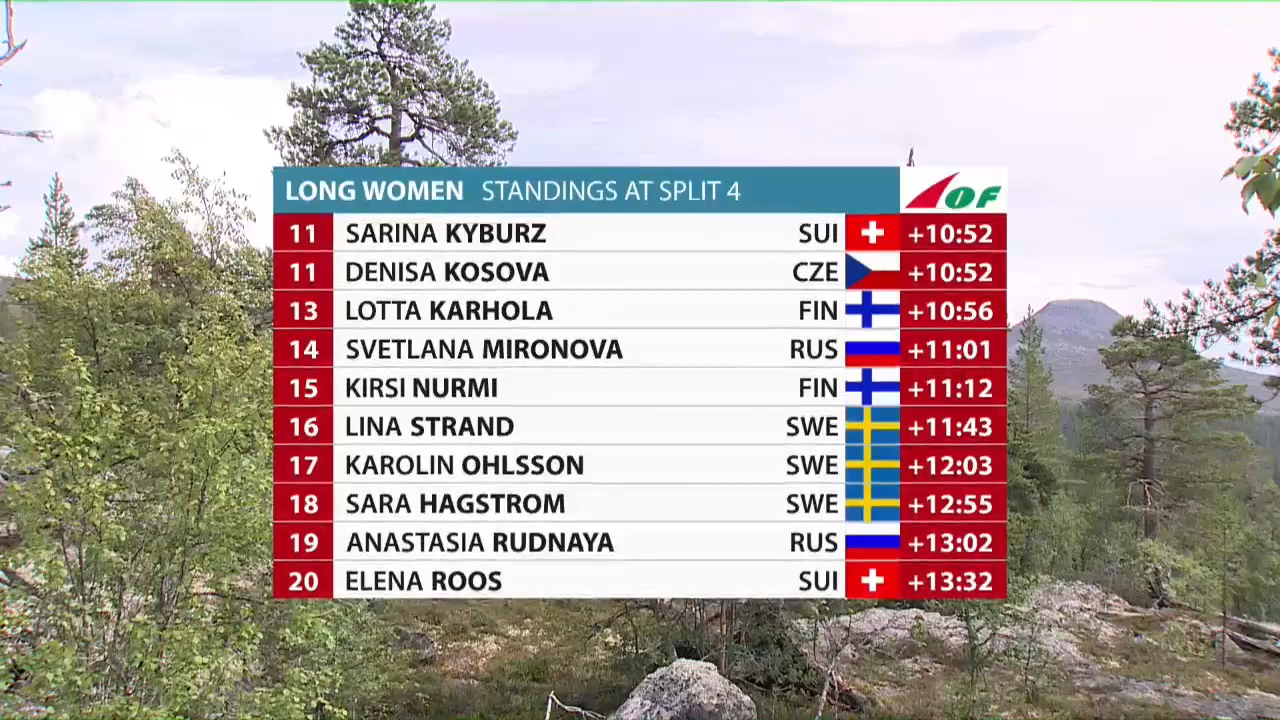 LONG WOMEN STANDINGS AT SPLIT 4 IOF
11 SARINA KYBURZ SUI +10:52
11 DENISA KOSOVA CZE +10:52
13 LOTTA KARHOLA FIN +10:56
14 SVETLANA MIRONOVA RUS +11:01
15 KIRSI NURMI FIN +11:12
16 LINA STRAND SWE +11:43
17 KAROLIN OHLSSON SWE +12:03
18 SARA HAGSTROM SWE +12:55
19 ANASTASIA RUDNAYA RUS +13:02
20 ELENA ROOS SUI +13:32